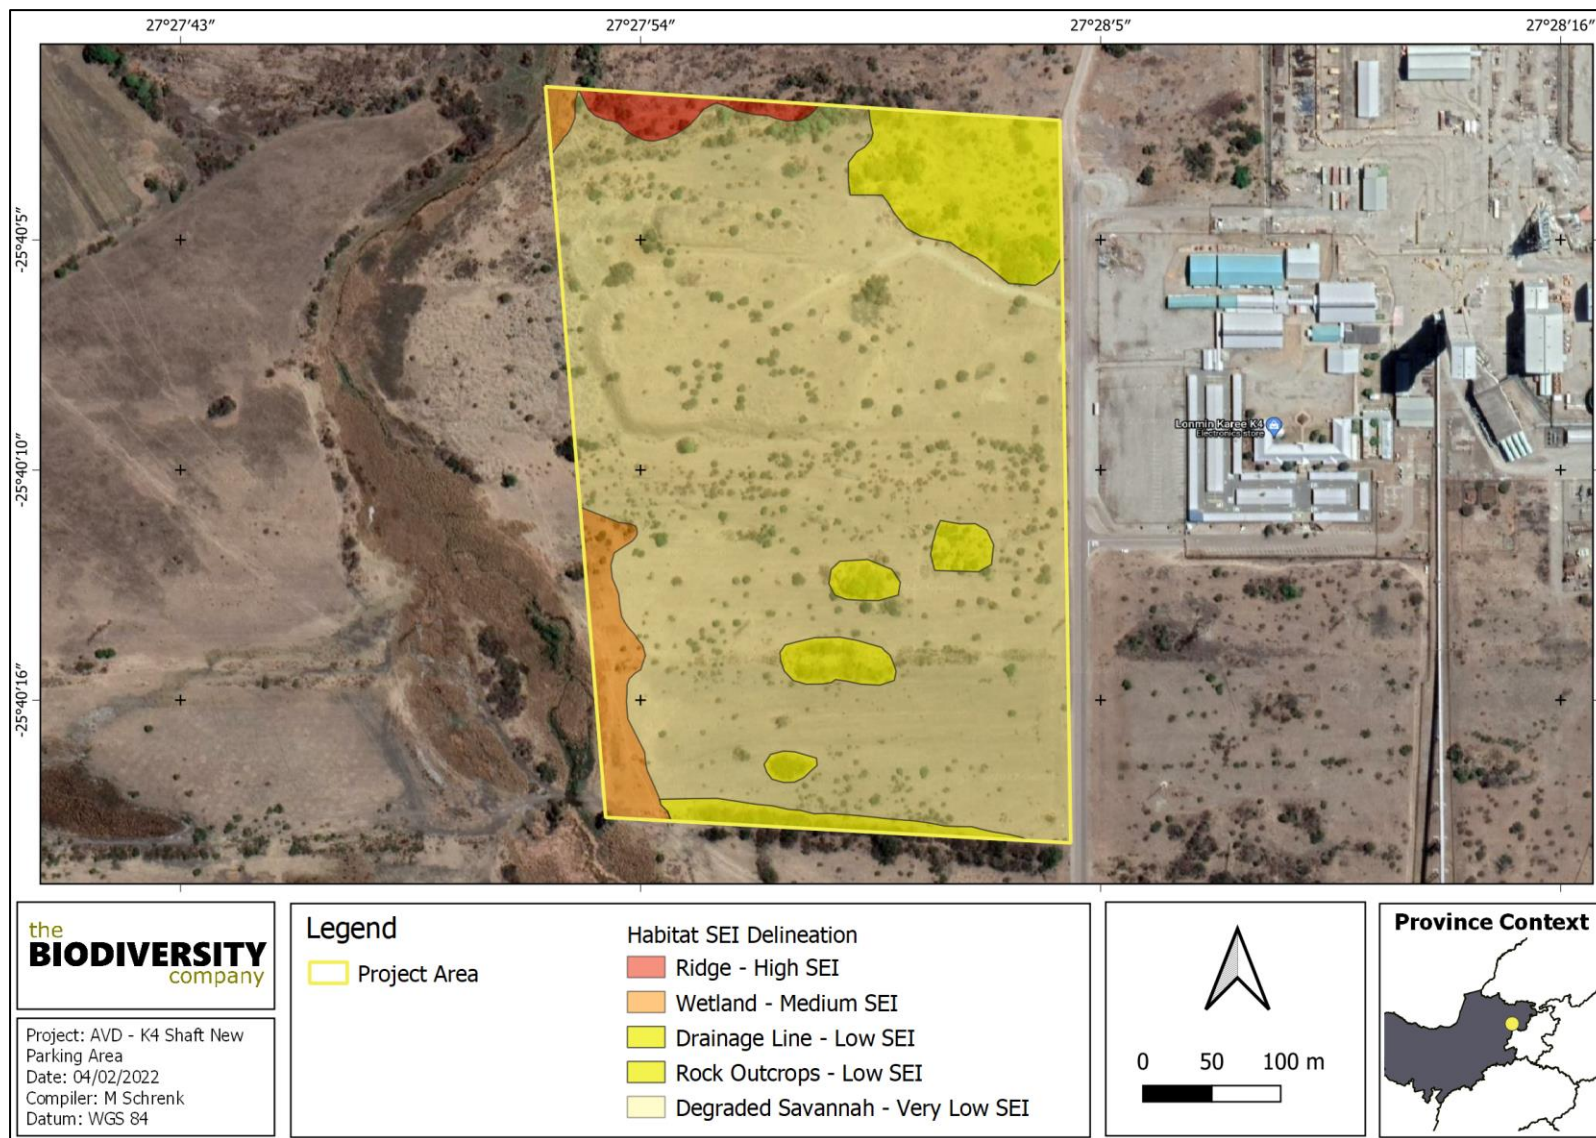 27°27′43″ 27°27′54″ 27°28′5″ 27°28′16″
-25°40′5″
-25°40′10″
-25°40′16″
Lonmin Karee K4
Electronics store
the
BIODIVERSITY
company
Project: AVD - K4 Shaft New
Parking Area
Date: 04/02/2022
Compiler: M Schrenk
Datum: WGS 84
Legend
Project Area
Habitat SEI Delineation
Ridge - High SEI
Wetland - Medium SEI
Drainage Line - Low SEI
Rock Outcrops - Low SEI
Degraded Savannah - Very Low SEI
0 50 100 m
Province Context